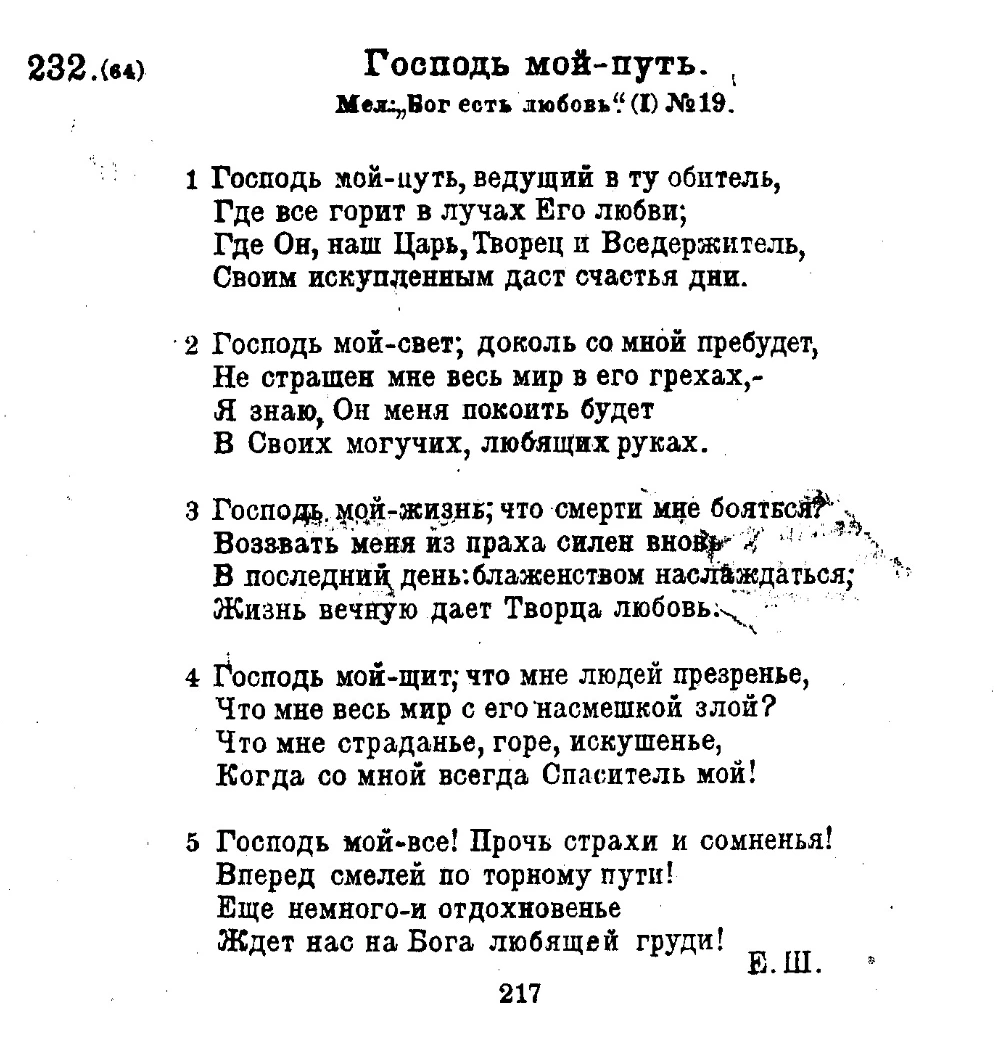 232.(64)
Господь мой-путь.
Мел:„Бог есть любовь“(I) №19.
1 Господь мой-путь, ведущий в ту обитель,
Где все горит в лучах Его любви;
Где Он, наш Царь, Творец и Вседержитель,
Своим искупленным даст счастья дни.
2 Господь мой-свет; доколь со мной пребудет,
Не страшен мне весь мир в его грехах,-
Я знаю, Он меня покоить будет
В Своих могучих, любящих руках.
3 Господь мой-жизнь; что смерти мне бояться?
Воззвать меня из праха силен вновь
В последний день: блаженством наслаждаться;
Жизнь вечную дает Творца любовь.
4 Господь мой-щит; что мне людей презренье,
Что мне весь мир с его насмешкой злой?
Что мне страданье, горе, искушенье,
Когда со мной всегда Спаситель мой!
5 Господь мой-все! Прочь страхи и сомненья!
Вперед смелей по торному пути!
Еще немного-и отдохновенье
Ждет нас на Бога любящей груди!
Е.Ш.
217